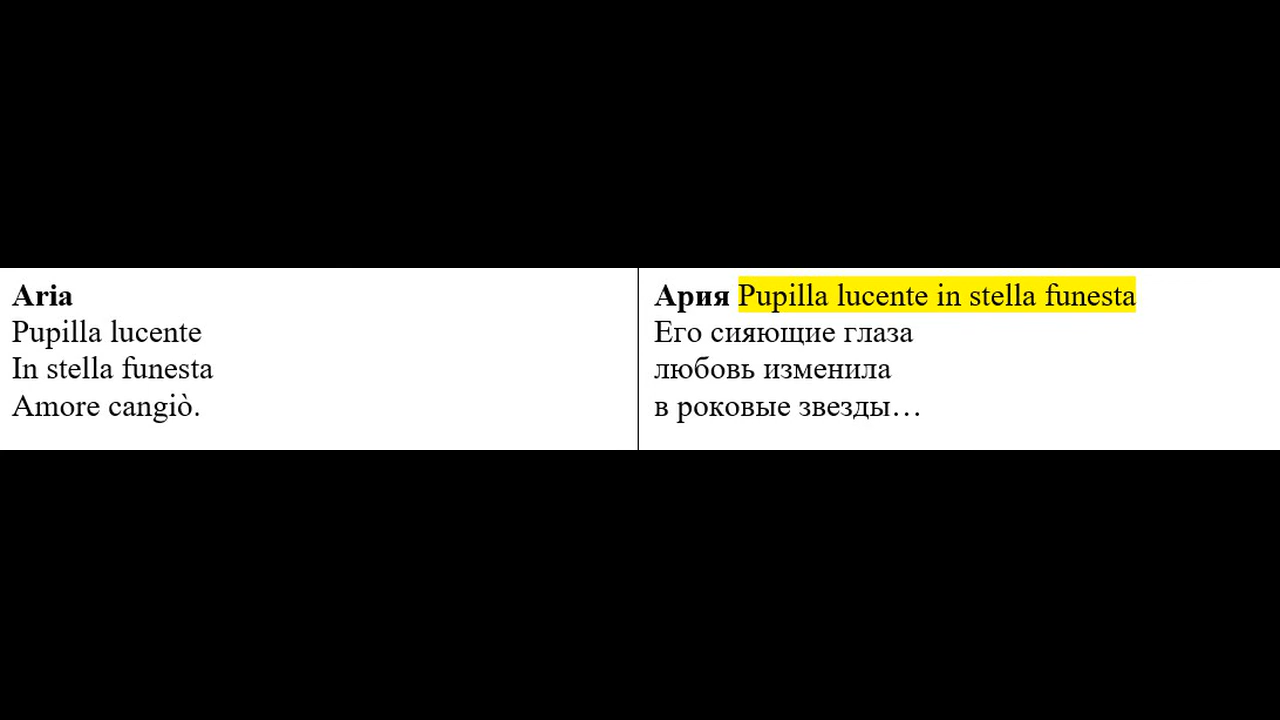 Aria
Pupilla lucente
In stella funesta
Amore cangiò.
Ария Pupilla lucente in stella funesta
Его сияющие глаза
любовь изменила
в роковые звезды…